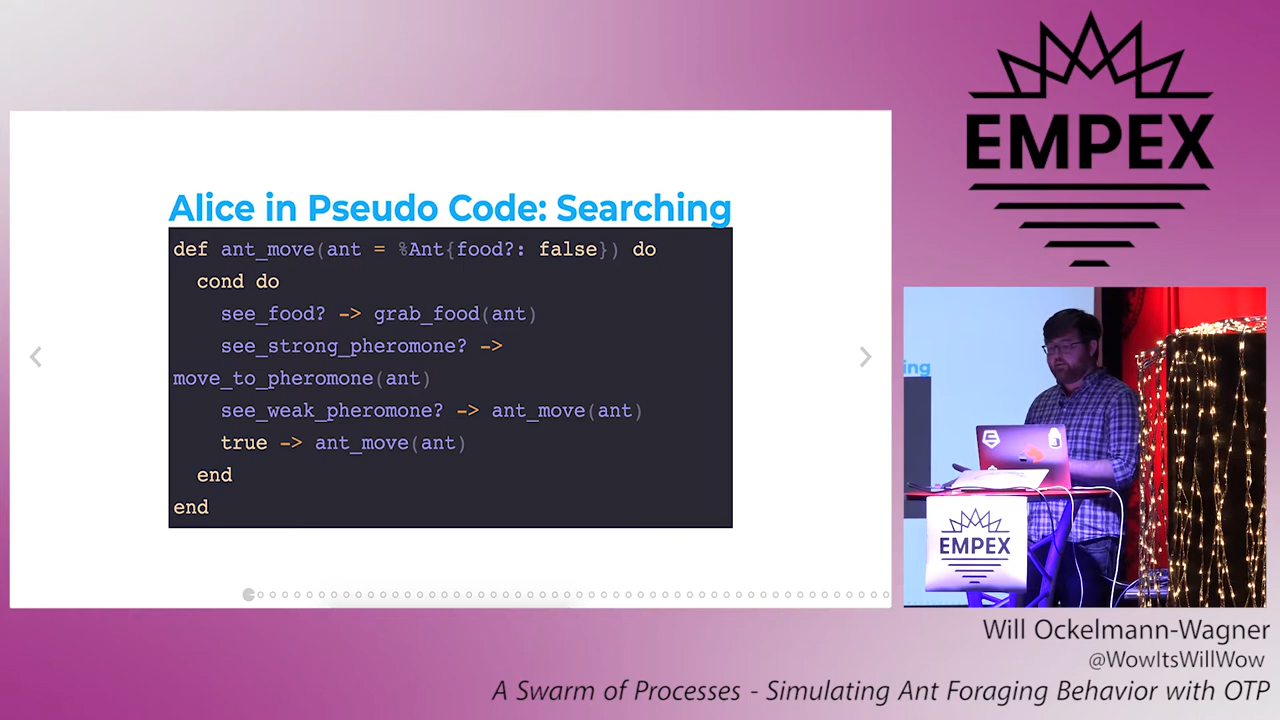 Alice in Pseudo Code: Searching
def ant_move(ant = %Ant{food?: false}) do
  cond do
    see_food? -> grab_food(ant)
    see_strong_pheromone? ->
move_to_pheromone(ant)
    see_weak_pheromone? -> ant_move(ant)
    true -> ant_move(ant)
  end
end
EMPEX
ing
EMPEX
Will Ockelmann-Wagner
@WowItsWillWow
A Swarm of Processes - Simulating Ant Foraging Behavior with OTP